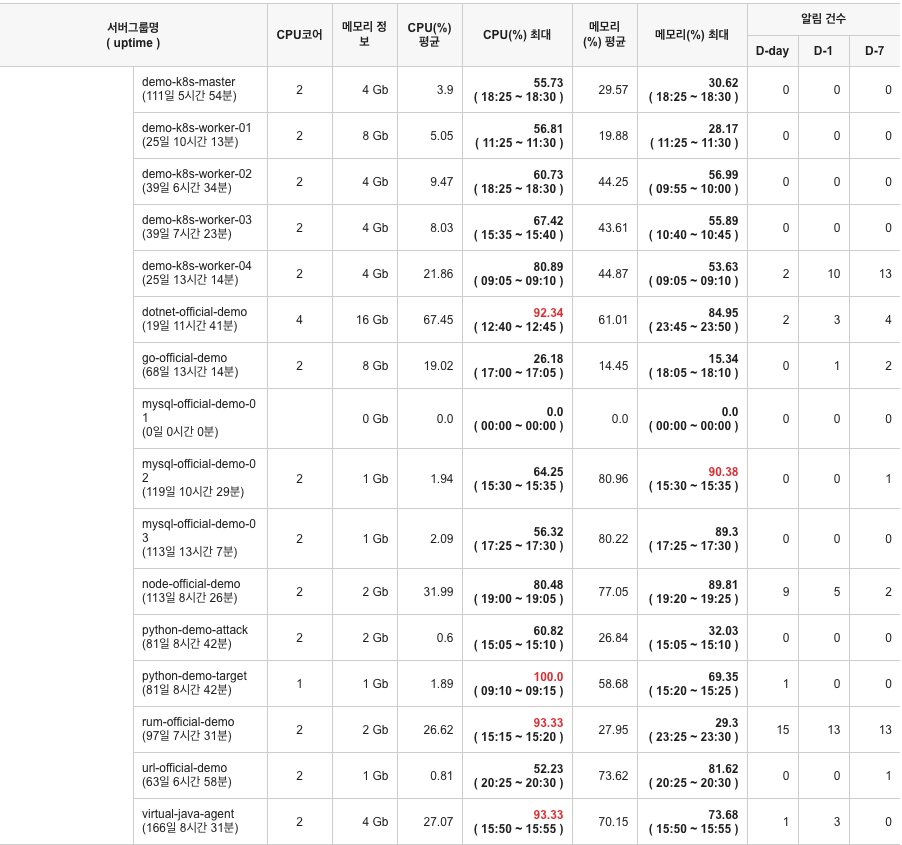 서버그룹명
( uptime )
CPU코어
메모리 정
보
CPU(%)
평균
CPU(%) 최대
메모리
(%) 평균
메모리(%) 최대
알림 건수
D-day D-1 D-7
demo-k8s-master
(111일 5시간 54분)
2 4 Gb 3.9
55.73
( 18:25 ~ 18:30 )
29.57
30.62
( 18:25 ~ 18:30 )
0 0 0
demo-k8s-worker-01
(25일 10시간 13분)
2 8 Gb 5.05
56.81
( 11:25 ~ 11:30 )
19.88
28.17
( 11:25 ~ 11:30 )
0 0 0
demo-k8s-worker-02
(39일 6시간 34분)
2 4 Gb 9.47
60.73
( 18:25 ~ 18:30 )
44.25
56.99
( 09:55 ~ 10:00 )
0 0 0
demo-k8s-worker-03
(39일 7시간 23분)
2 4 Gb 8.03
67.42
( 15:35 ~ 15:40 )
43.61
55.89
( 10:40 ~ 10:45 )
0 0 0
demo-k8s-worker-04
(25일 13시간 14분)
2 4 Gb 21.86
80.89
( 09:05 ~ 09:10 )
44.87
53.63
( 09:05 ~ 09:10 )
2 10 13
dotnet-official-demo
(19일 11시간 41분)
4 16 Gb 67.45
92.34
( 12:40 ~ 12:45 )
61.01
84.95
( 23:45 ~ 23:50 )
2 3 4
go-official-demo
(68일 13시간 14분)
2 8 Gb 19.02
26.18
( 17:00 ~ 17:05 )
14.45
15.34
( 18:05 ~ 18:10 )
0 1 2
mysql-official-demo-0
1
(0일 0시간 0분)
0 Gb 0.0
0.0
( 00:00 ~ 00:00 )
0.0
0.0
( 00:00 ~ 00:00 )
0 0 0
mysql-official-demo-0
2
(119일 10시간 29분)
2 1 Gb 1.94
64.25
( 15:30 ~ 15:35 )
80.96
90.38
( 15:30 ~ 15:35 )
0 0 1
mysql-official-demo-0
3
(113일 13시간 7분)
2 1 Gb 2.09
56.32
( 17:25 ~ 17:30 )
80.22
89.3
( 17:25 ~ 17:30 )
0 0 0
node-official-demo
(113일 8시간 26분)
2 2 Gb 31.99
80.48
( 19:00 ~ 19:05 )
77.05
89.81
( 19:20 ~ 19:25 )
9 5 2
python-demo-attack
(81일 8시간 42분)
2 2 Gb 0.6
60.82
( 15:05 ~ 15:10 )
26.84
32.03
( 15:05 ~ 15:10 )
0 0 0
python-demo-target
(81일 8시간 42분)
1 1 Gb 1.89
100.0
( 09:10 ~ 09:15 )
58.68
69.35
( 15:20 ~ 15:25 )
1 0 0
rum-official-demo
(97일 7시간 31분)
2 2 Gb 26.62
93.33
( 15:15 ~ 15:20 )
27.95
29.3
( 23:25 ~ 23:30 )
15 13 13
url-official-demo
(63일 6시간 58분)
2 1 Gb 0.81
52.23
( 20:25 ~ 20:30 )
73.62
81.62
( 20:25 ~ 20:30 )
0 0 1
virtual-java-agent
(166일 8시간 31분)
2 4 Gb 27.07
93.33
( 15:50 ~ 15:55 )
70.15
73.68
( 15:50 ~ 15:55 )
1 3 0